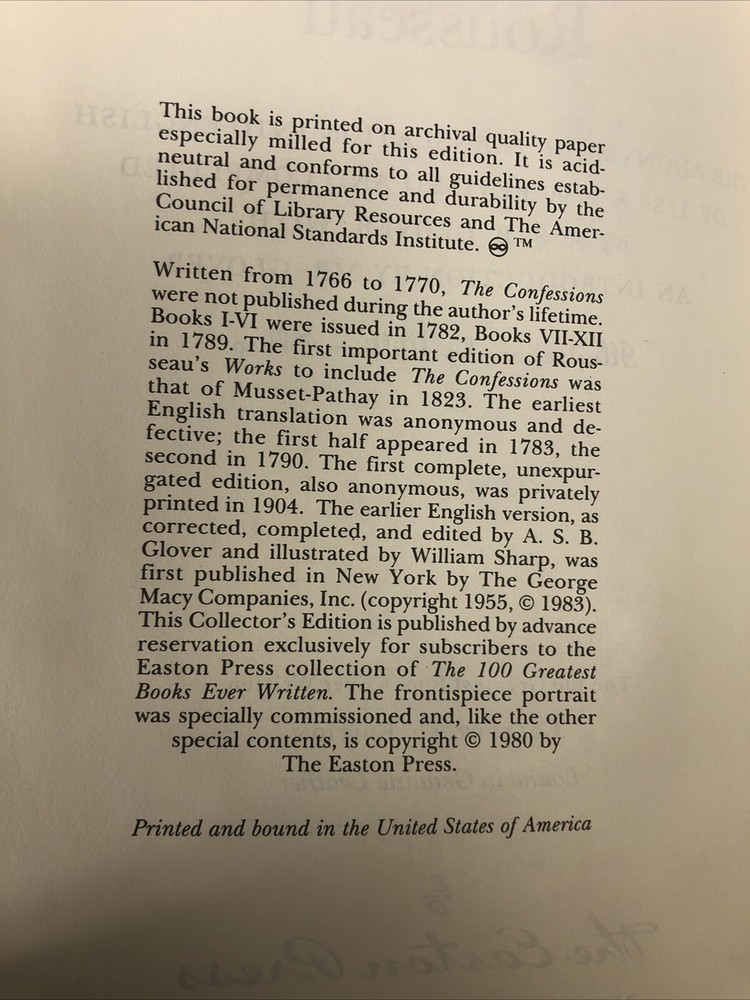 This book is printed on archival quality paper
especially milled for this edition. It is acid-
neutral and conforms to all guidelines estab-
lished for permanence and durability by the
Council of Library Resources and The Amer-
ican National Standards Institute. ♾ ™
Written from 1766 to 1770, The Confessions
were not published during the author's lifetime.
Books I-VI were issued in 1782, Books VII-XII
in 1789. The first important edition of Rous-
seau's Works to include The Confessions was
that of Musset-Pathay in 1823. The earliest
English translation was anonymous and de-
fective; the first half appeared in 1783, the
second in 1790. The first complete, unexpur-
gated edition, also anonymous, was privately
printed in 1904. The earlier English version, as
corrected, completed, and edited by A. S. B.
Glover and illustrated by William Sharp, was
first published in New York by The George
Macy Companies, Inc. (copyright 1955, © 1983).
This Collector's Edition is published by advance
reservation exclusively for subscribers to the
Easton Press collection of The 100 Greatest
Books Ever Written. The frontispiece portrait
was specially commissioned and, like the other
special contents, is copyright © 1980 by
The Easton Press.
Printed and bound in the United States of America